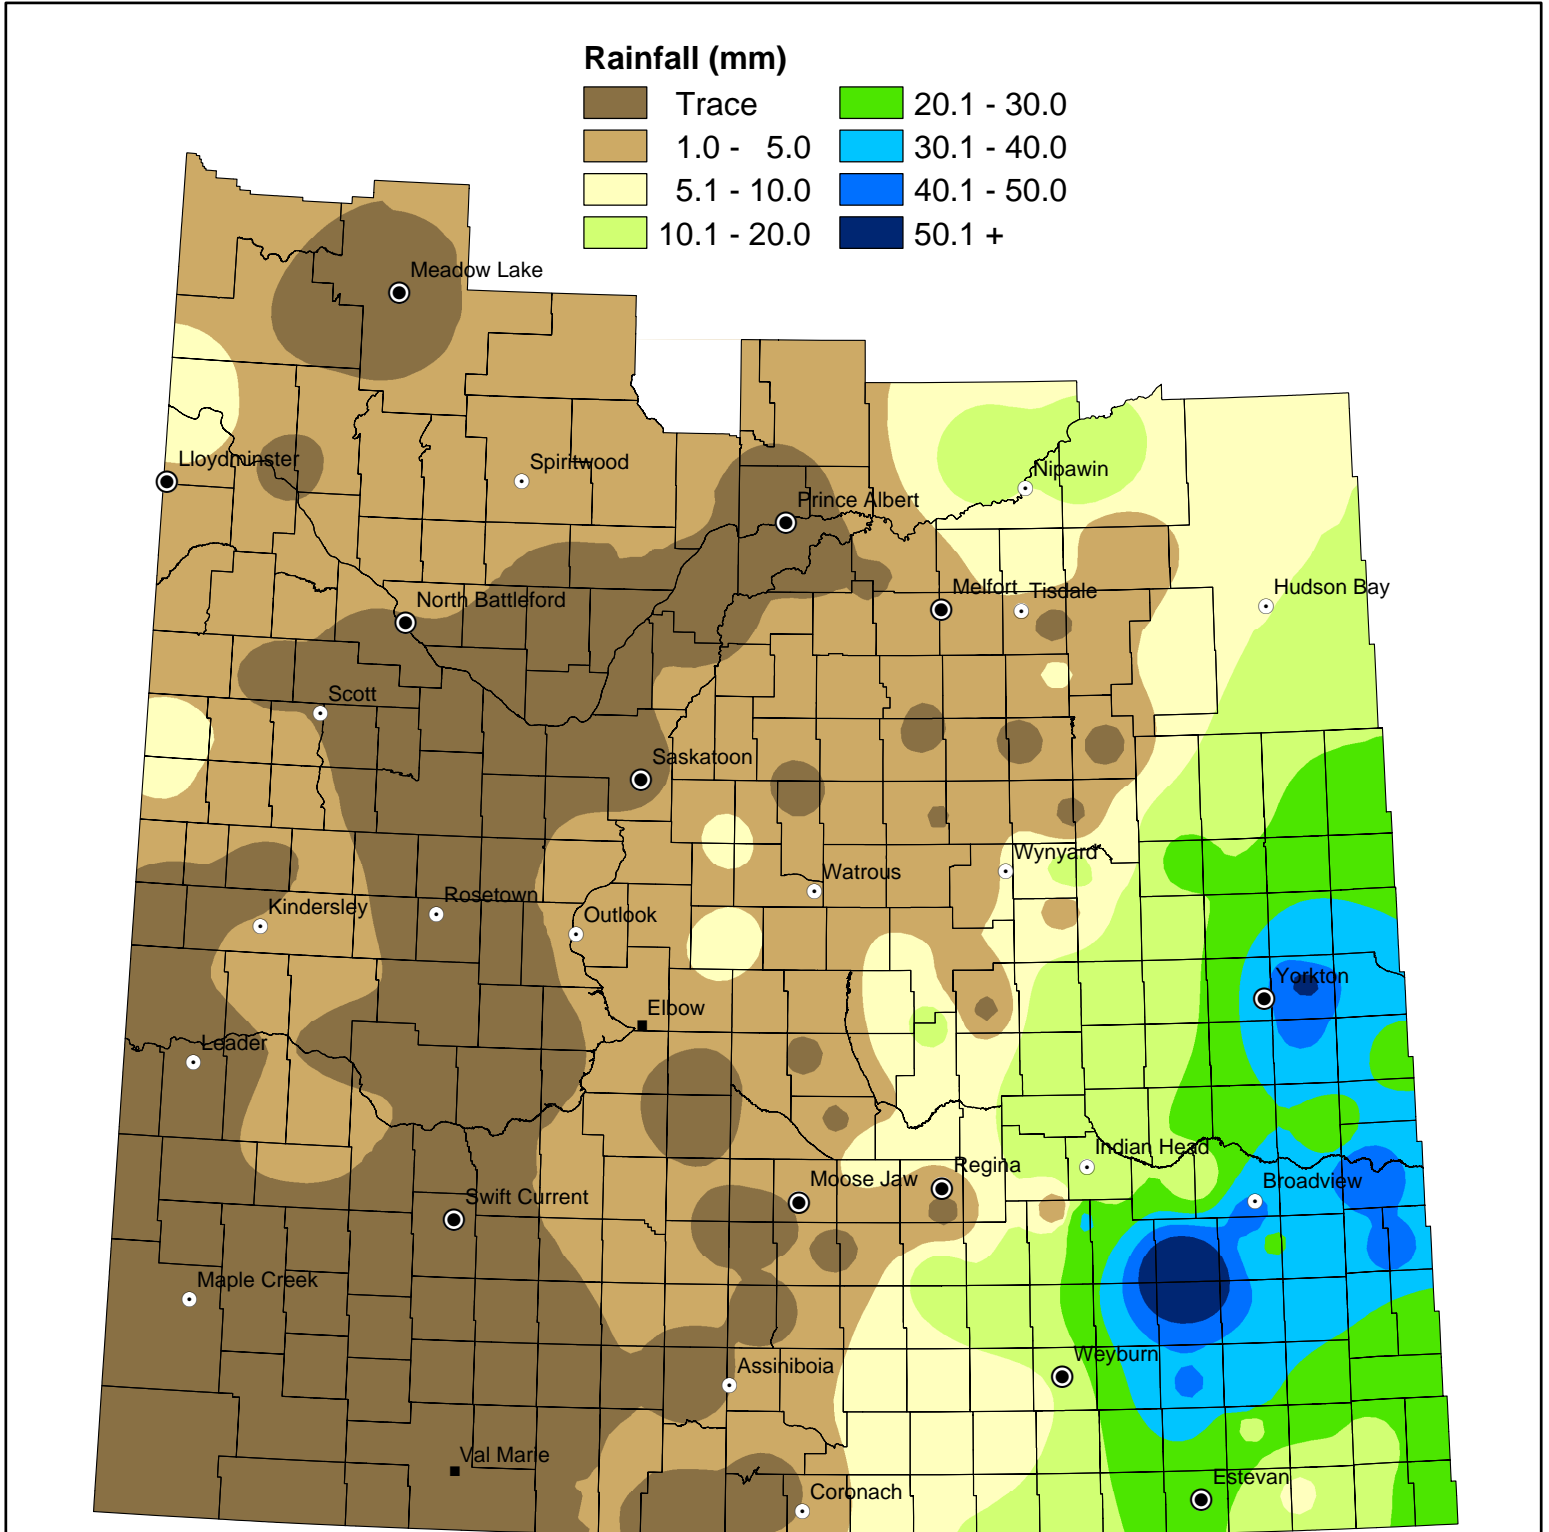 Rainfall (mm)
Trace
1.0 - 5.0
5.1 - 10.0
10.1 - 20.0
20.1 - 30.0
30.1 - 40.0
40.1 - 50.0
50.1 +
Meadow Lake
Lloydminster
Spiritwood
Nipawin
Prince Albert
North Battleford
Melfort
Tisdale
Hudson Bay
Scott
Saskatoon
Wynyard
Watrous
Rosetown
Kindersley
Outlook
Yorkton
Elbow
Leader
Indian Head
Regina
Moose Jaw
Broadview
Swift Current
Maple Creek
Weyburn
Assiniboia
Val Marie
Estevan
Coronach